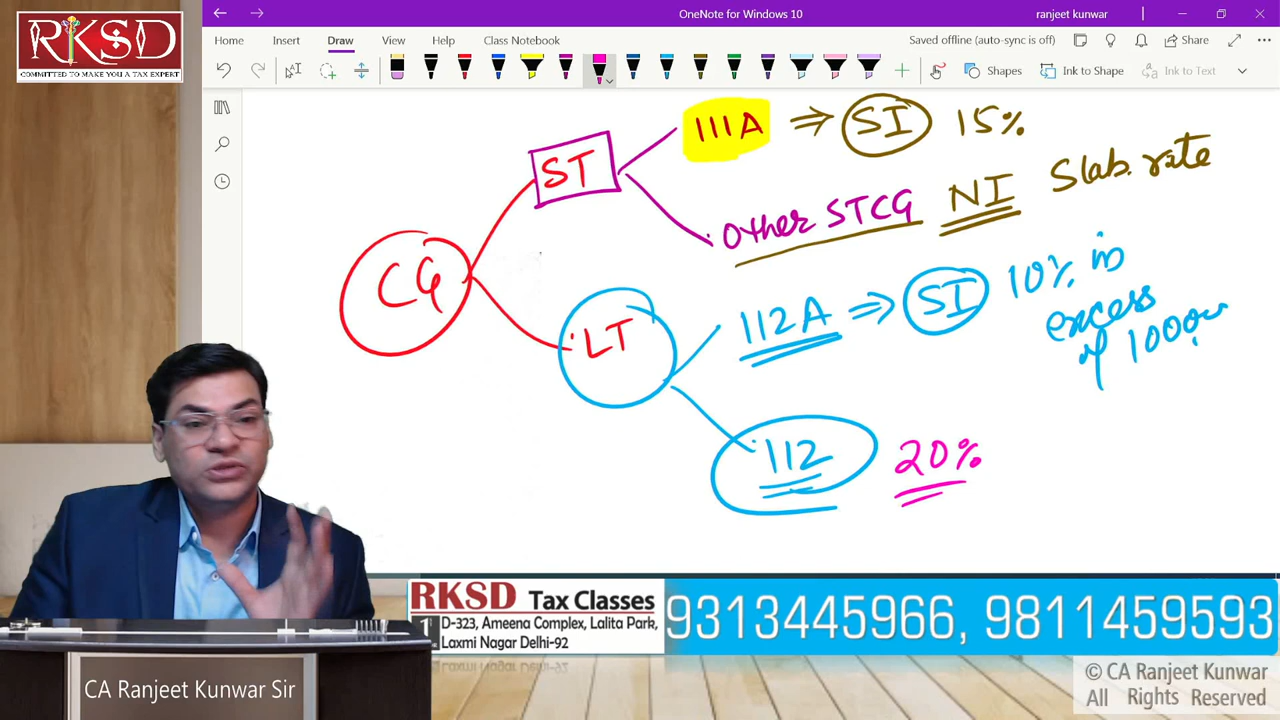 RKSD
COMMITTED TO MAKE YOU A TAX EXPERT
OneNote for Windows 10
ranjeet kunwar
Home Insert Draw View Help Class Notebook
Saved offline (auto-sync is off)
Share
Shapes
Ink to Shape
Ink to Text
CG
ST
111A ⇒ SI 15%
Other STCG NI Slab rate
LT
112A ⇒ SI 10% in
excess
of
112 20%
RKSD Tax Classes
D-323, Ameena Complex, Lalita Park,
Laxmi Nagar Delhi-92
9313445966, 9811459593
CA Ranjeet Kunwar Sir
© CA Ranjeet Kunwar
All Rights Reserved